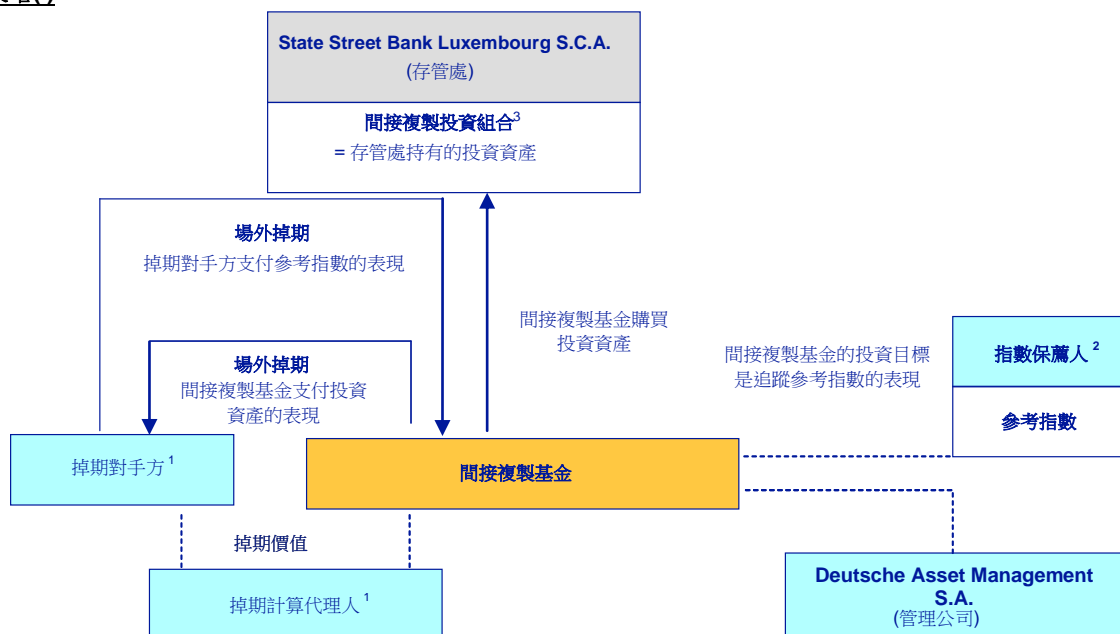 State Street Bank Luxembourg S.C.A.
(存管處)
間接複製投資組合3
= 存管處持有的投資資產
場外掉期
掉期對手方支付參考指數的表現
間接複製基金購買
投資資產
場外掉期
間接複製基金支付投資
資產的表現
間接複製基金的投資目標
是追蹤參考指數的表現
指數保薦人 2
參考指數
掉期對手方 1
間接複製基金
掉期價值
掉期計算代理人 1
Deutsche Asset Management
S.A.
(管理公司)